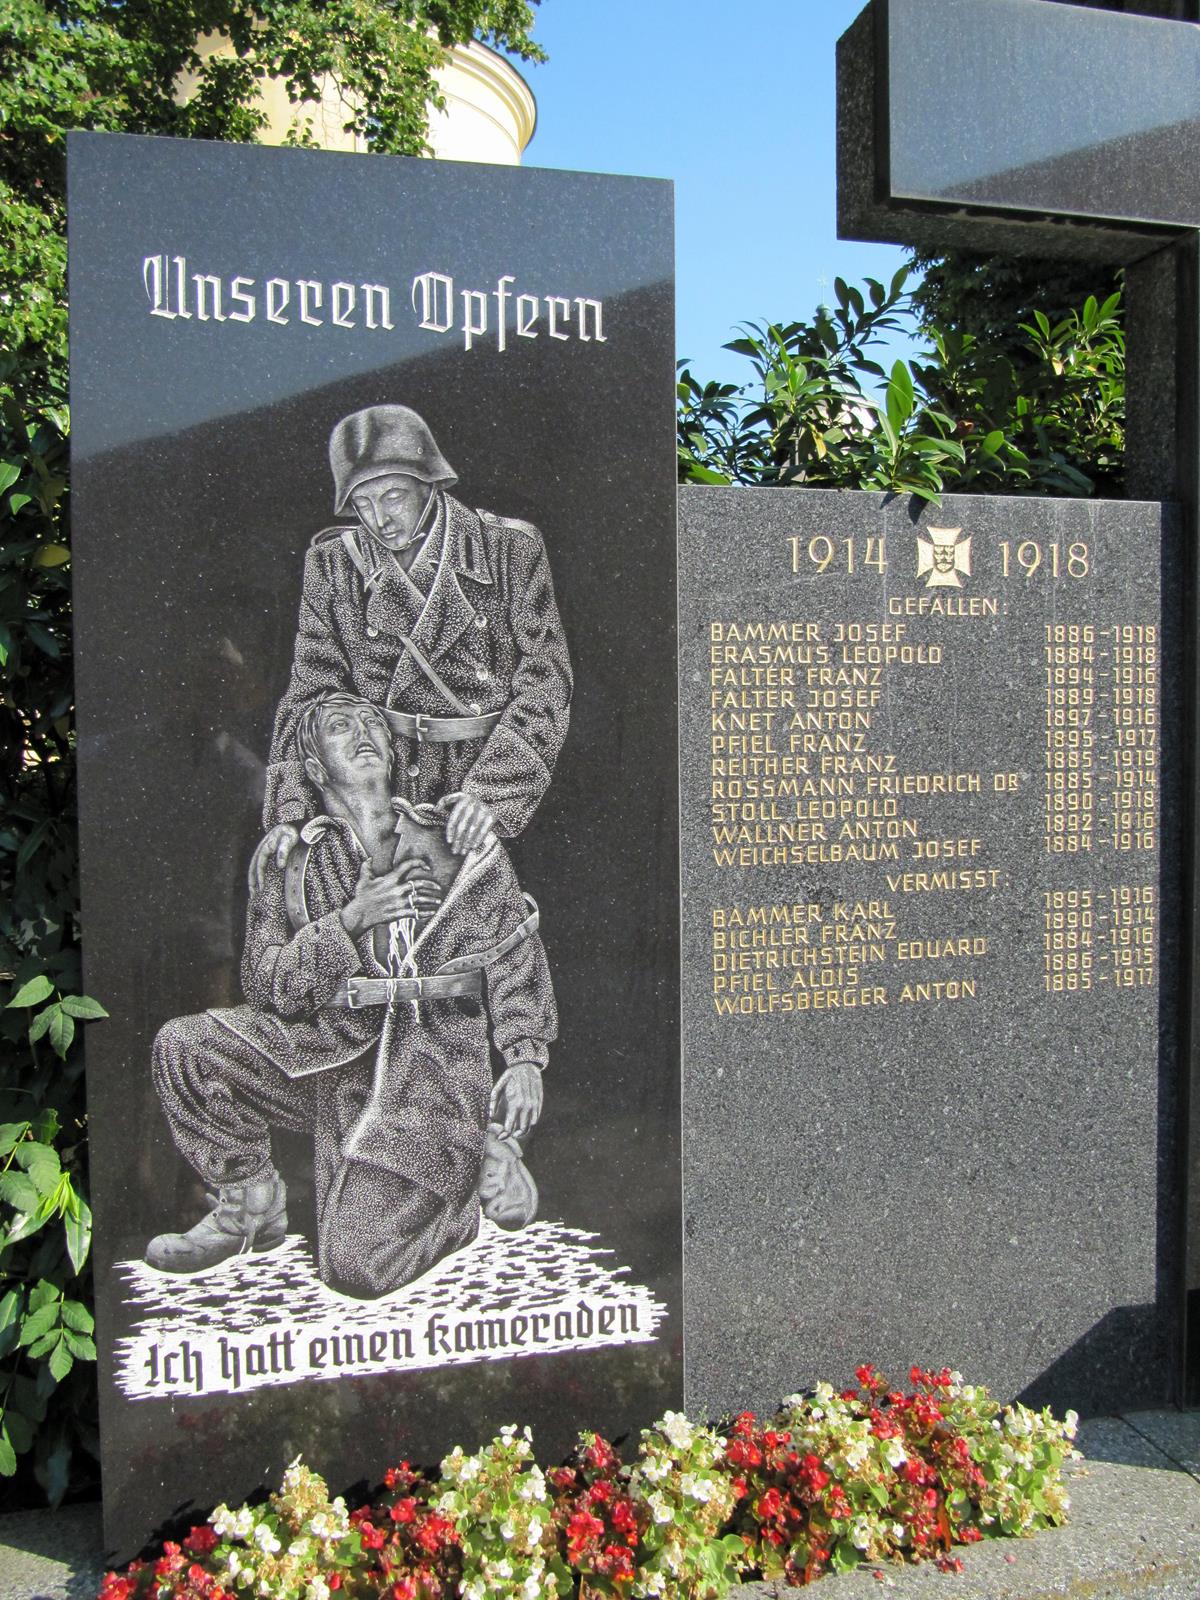 Unseren Opfern
Ich hatt' einen Kameraden
1914 1918
GEFALLEN:
BAMMER JOSEF 1886-1918
ERASMUS LEOPOLD 1884-1918
FALTER FRANZ 1894-1916
FALTER JOSEF 1889-1918
KNET ANTON 1897-1916
PFIEL FRANZ 1895-1917
REITHER FRANZ 1885-1919
ROSSMANN FRIEDRICH DR 1885-1914
STOLL LEOPOLD 1890-1918
WALLNER ANTON 1892-1916
WEICHSELBAUM JOSEF 1884-1916
VERMISST
BAMMER KARL 1895-1916
BICHLER FRANZ 1890-1914
DIETRICHSTEIN EDUARD 1884-1916
PFIEL ALOIS 1886-1915
WOLFSBERGER ANTON 1885-1917